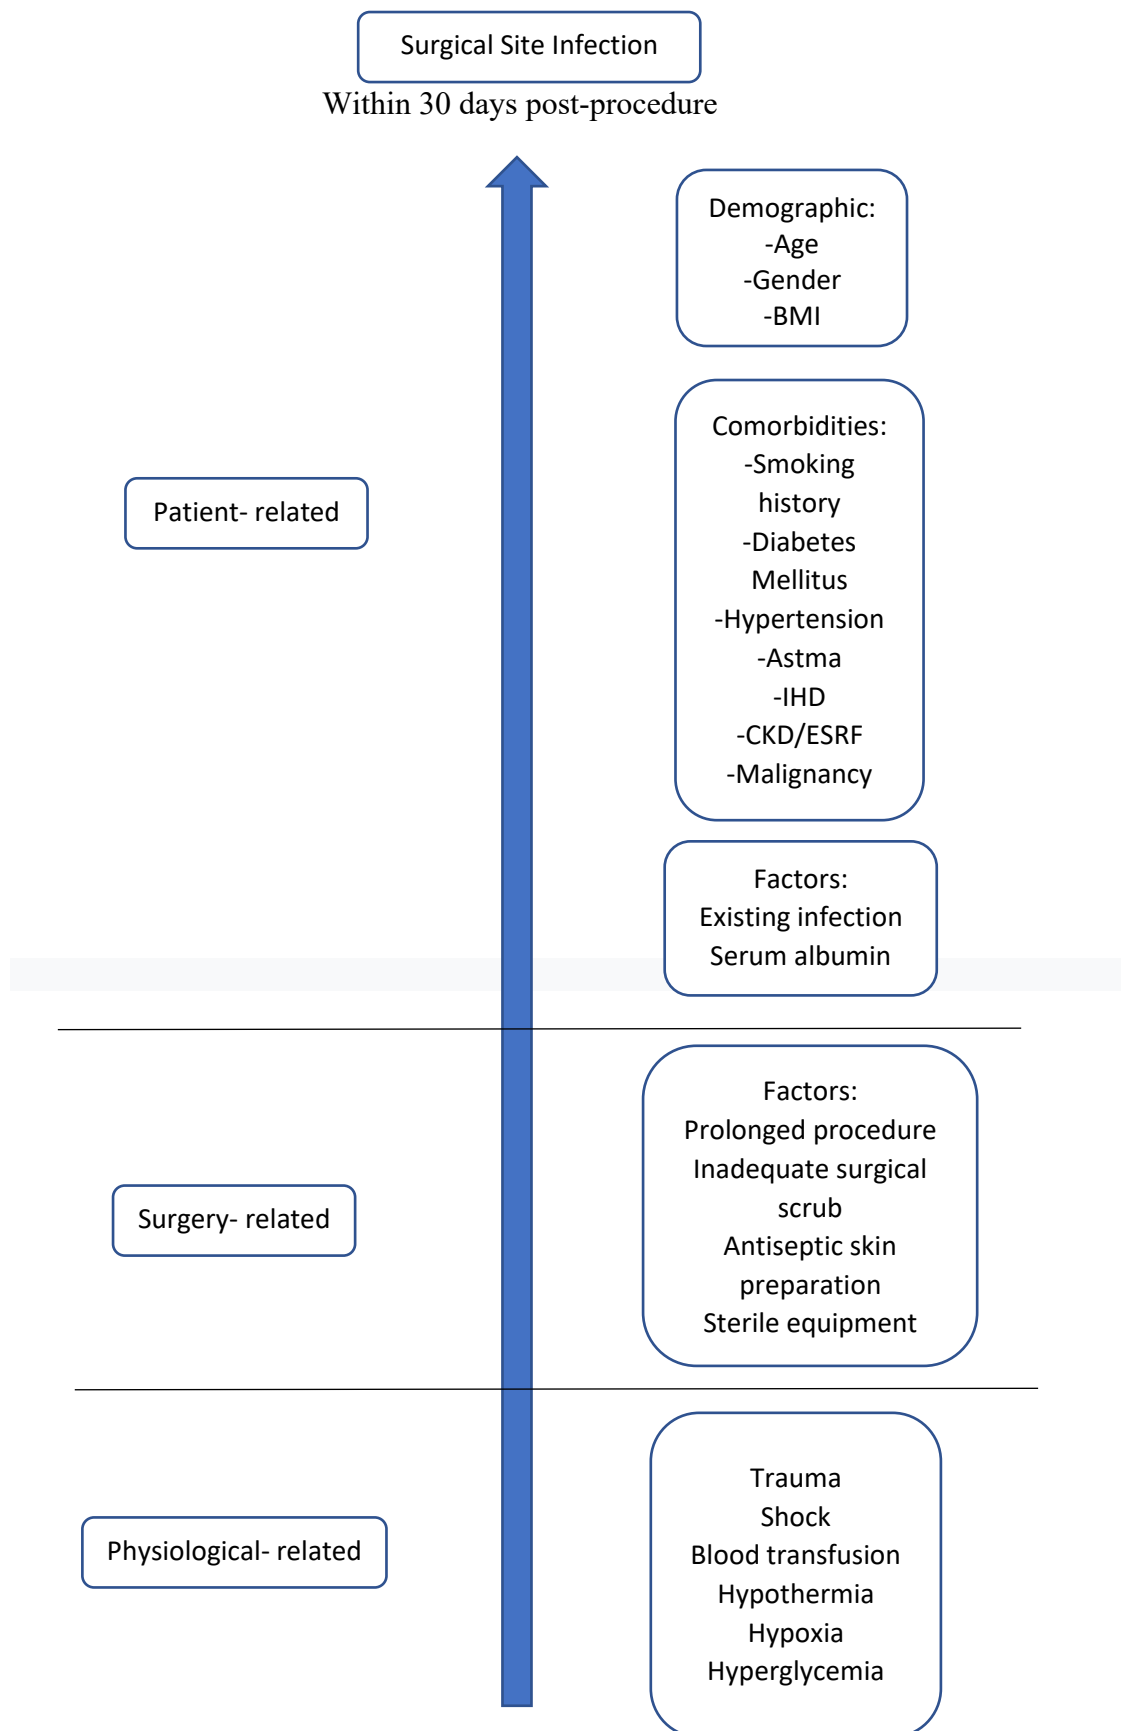 Surgical Site Infection
Within 30 days post-procedure
Demographic:
-Age
-Gender
-BMI
Patient- related
Comorbidities:
-Smoking
history
-Diabetes
Mellitus
-Hypertension
-Astma
-IHD
-CKD/ESRF
-Malignancy
Factors:
Existing infection
Serum albumin
Surgery- related
Factors:
Prolonged procedure
Inadequate surgical
scrub
Antiseptic skin
preparation
Sterile equipment
Physiological- related
Trauma
Shock
Blood transfusion
Hypothermia
Hypoxia
Hyperglycemia